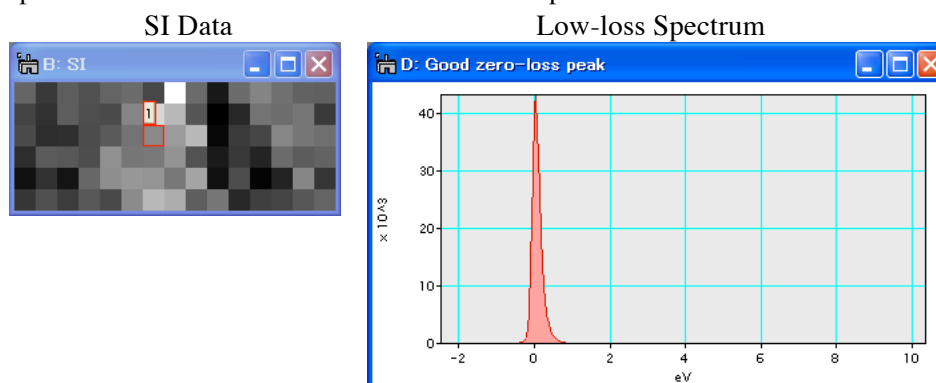 SI Data
Low-loss Spectrum
B: SI
1
D: Good zero-loss peak
40
30
20
10
0
x 10^3
-2 0 2 4 6 8 10
eV